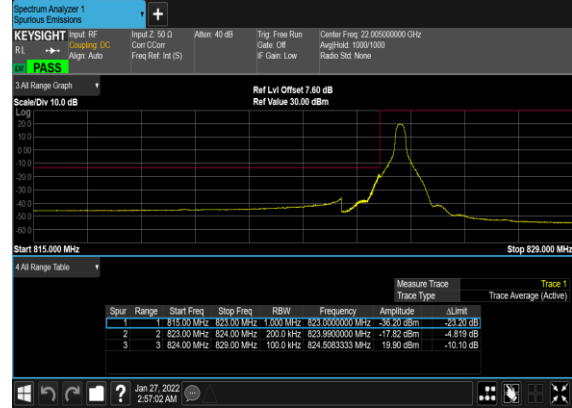 Spectrum Analyzer 1
Spurious Emissions
KEYSIGHT Input: RF Input Z: 50 Ω Atten: 40 dB Trig: Free Run Center Freq: 22.005000000 GHz
RL Coupling: DC Corr CCorr Gate: Off Avg|Hold: 1000/1000
Align: Auto Freq Ref: Int (S) IF Gain: Low Radio Std: None
PASS
3 All Range Graph
Ref Lvl Offset 7.60 dB
Scale/Div 10.0 dB Ref Value 30.00 dBm
Log
20.0
10.0
0.00
-10.0
-20.0
-30.0
-40.0
-50.0
-60.0
Start 815.000 MHz Stop 829.000 MHz
4 All Range Table
Measure Trace Trace 1
Trace Type Trace Average (Active)
Spur Range Start Freq Stop Freq RBW Frequency Amplitude ΔLimit
1 1 815.00 MHz 823.00 MHz 1.000 MHz 823.0000000 MHz -36.20 dBm -23.20 dB
2 2 823.00 MHz 824.00 MHz 200.0 kHz 823.9900000 MHz -17.82 dBm -4.819 dB
3 3 824.00 MHz 829.00 MHz 100.0 kHz 824.5083333 MHz 19.90 dBm -10.10 dB
? Jan 27, 2022
2:57:02 AM